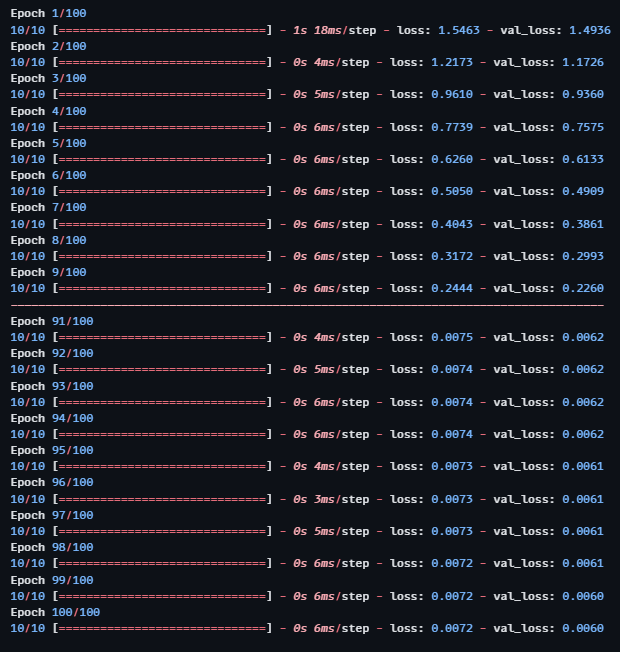 Epoch 1/100
10/10 [==============================] - 1s 18ms/step - loss: 1.5463 - val_loss: 1.4936
Epoch 2/100
10/10 [==============================] - 0s 4ms/step - loss: 1.2173 - val_loss: 1.1726
Epoch 3/100
10/10 [==============================] - 0s 5ms/step - loss: 0.9610 - val_loss: 0.9360
Epoch 4/100
10/10 [==============================] - 0s 6ms/step - loss: 0.7739 - val_loss: 0.7575
Epoch 5/100
10/10 [==============================] - 0s 6ms/step - loss: 0.6260 - val_loss: 0.6133
Epoch 6/100
10/10 [==============================] - 0s 6ms/step - loss: 0.5050 - val_loss: 0.4909
Epoch 7/100
10/10 [==============================] - 0s 6ms/step - loss: 0.4043 - val_loss: 0.3861
Epoch 8/100
10/10 [==============================] - 0s 6ms/step - loss: 0.3172 - val_loss: 0.2993
Epoch 9/100
10/10 [==============================] - 0s 6ms/step - loss: 0.2444 - val_loss: 0.2260
Epoch 91/100
10/10 [==============================] - 0s 4ms/step - loss: 0.0075 - val_loss: 0.0062
Epoch 92/100
10/10 [==============================] - 0s 5ms/step - loss: 0.0074 - val_loss: 0.0062
Epoch 93/100
10/10 [==============================] - 0s 6ms/step - loss: 0.0074 - val_loss: 0.0062
Epoch 94/100
10/10 [==============================] - 0s 6ms/step - loss: 0.0074 - val_loss: 0.0062
Epoch 95/100
10/10 [==============================] - 0s 4ms/step - loss: 0.0073 - val_loss: 0.0061
Epoch 96/100
10/10 [==============================] - 0s 3ms/step - loss: 0.0073 - val_loss: 0.0061
Epoch 97/100
10/10 [==============================] - 0s 5ms/step - loss: 0.0073 - val_loss: 0.0061
Epoch 98/100
10/10 [==============================] - 0s 6ms/step - loss: 0.0072 - val_loss: 0.0061
Epoch 99/100
10/10 [==============================] - 0s 6ms/step - loss: 0.0072 - val_loss: 0.0060
Epoch 100/100
10/10 [==============================] - 0s 6ms/step - loss: 0.0072 - val_loss: 0.0060